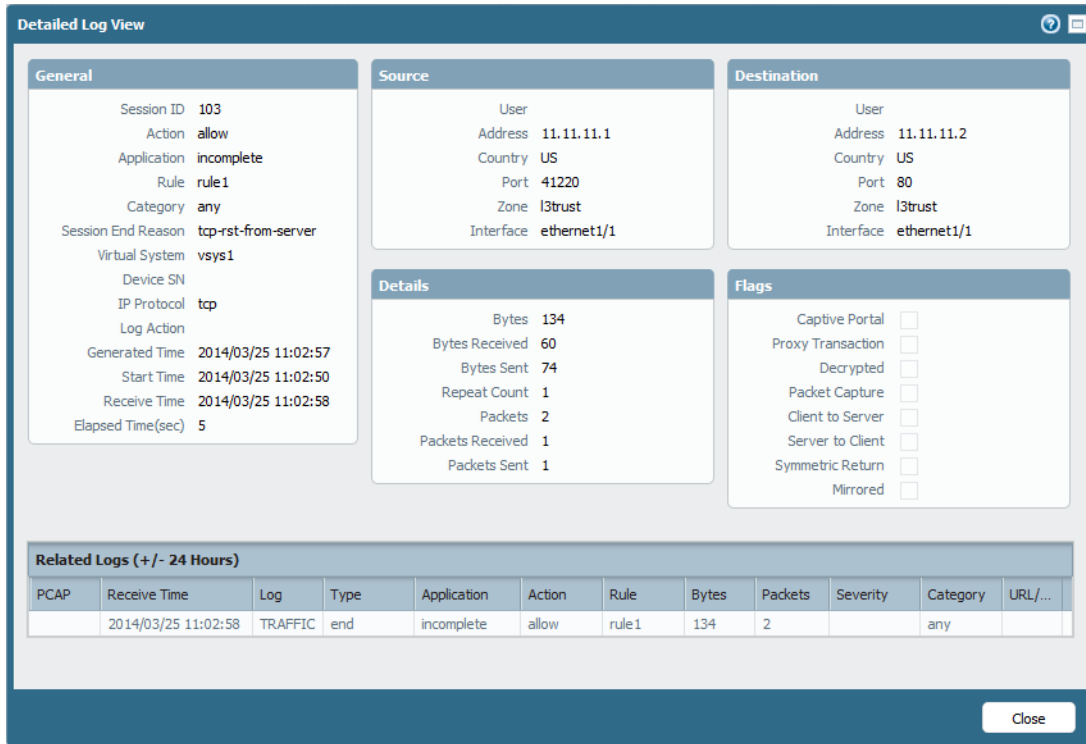 Detailed Log View
General
Session ID 103
Action allow
Application incomplete
Rule rule1
Category any
Session End Reason tcp-rst-from-server
Virtual System vsys1
Device SN
IP Protocol tcp
Log Action
Generated Time 2014/03/25 11:02:57
Start Time 2014/03/25 11:02:50
Receive Time 2014/03/25 11:02:58
Elapsed Time(sec) 5
Source
User
Address 11.11.11.1
Country US
Port 41220
Zone l3trust
Interface ethernet1/1
Destination
User
Address 11.11.11.2
Country US
Port 80
Zone l3trust
Interface ethernet1/1
Details
Bytes 134
Bytes Received 60
Bytes Sent 74
Repeat Count 1
Packets 2
Packets Received 1
Packets Sent 1
Flags
Captive Portal
Proxy Transaction
Decrypted
Packet Capture
Client to Server
Server to Client
Symmetric Return
Mirrored
Related Logs (+/- 24 Hours)
PCAP Receive Time Log Type Application Action Rule Bytes Packets Severity Category URL/...
2014/03/25 11:02:58 TRAFFIC end incomplete allow rule1 134 2 any
Close